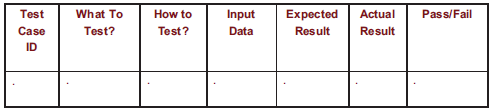 Test Case ID	What To Test?	How to Test?	Input Data	Expected Result	Actual Result	Pass/Fail
.	.	.	.	.	.	.